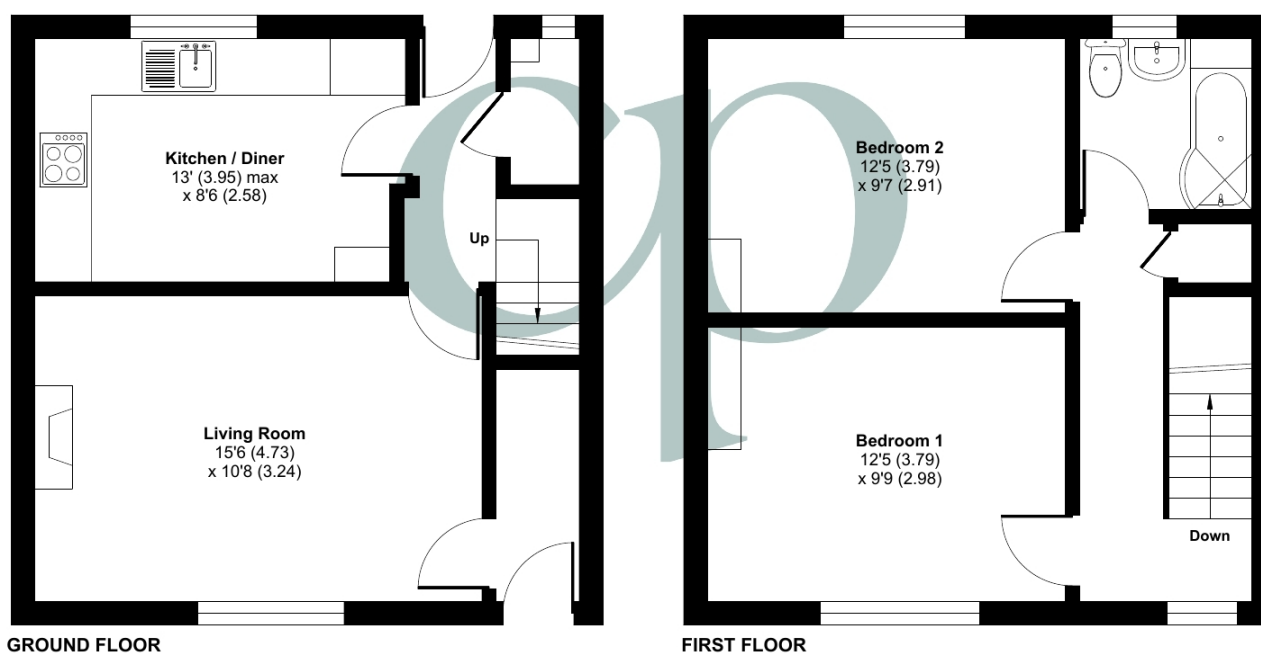 Kitchen / Diner
13' (3.95) max
x 8'6 (2.58)
Up
Living Room
15'6 (4.73)
x 10'8 (3.24)
GROUND FLOOR
Bedroom 2
12'5 (3.79)
x 9'7 (2.91)
Bedroom 1
12'5 (3.79)
x 9'9 (2.98)
Down
FIRST FLOOR
cp